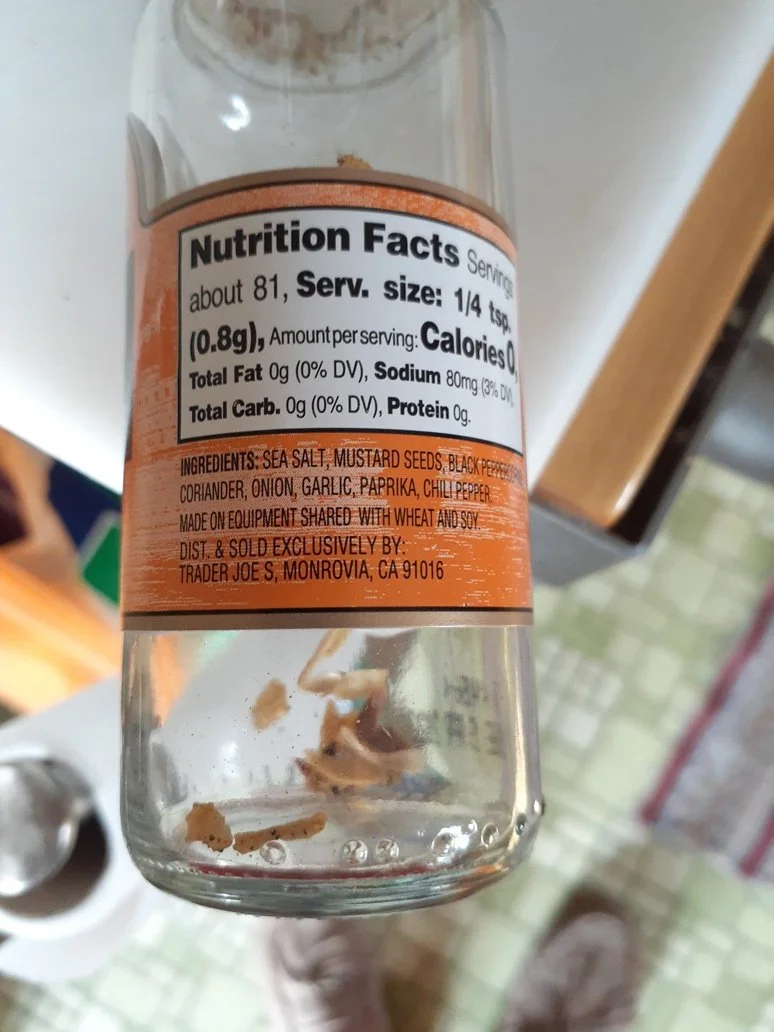 Nutrition Facts Servings
about 81, Serv. size: 1/4 tsp.
(0.8g), Amount per serving: Calories 0,
Total Fat 0g (0% DV), Sodium 80mg (3% DV),
Total Carb. 0g (0% DV), Protein 0g.
INGREDIENTS: SEA SALT, MUSTARD SEEDS, BLACK
CORIANDER, ONION, GARLIC, PAPRIKA, CHILI PEPPER.
MADE ON EQUIPMENT SHARED WITH WHEAT AND SOY.
DIST. & SOLD EXCLUSIVELY BY:
TRADER JOE S, MONROVIA, CA 91016